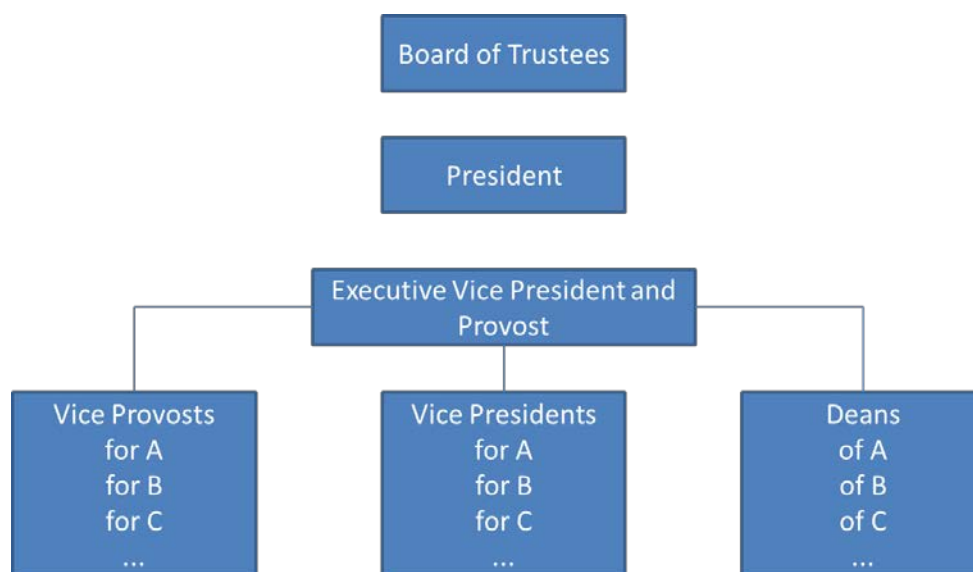 Board of Trustees
President
Executive Vice President and
Provost
Vice Provosts
for A
for B
for C
...
Vice Presidents
for A
for B
for C
...
Deans
of A
of B
of C
...